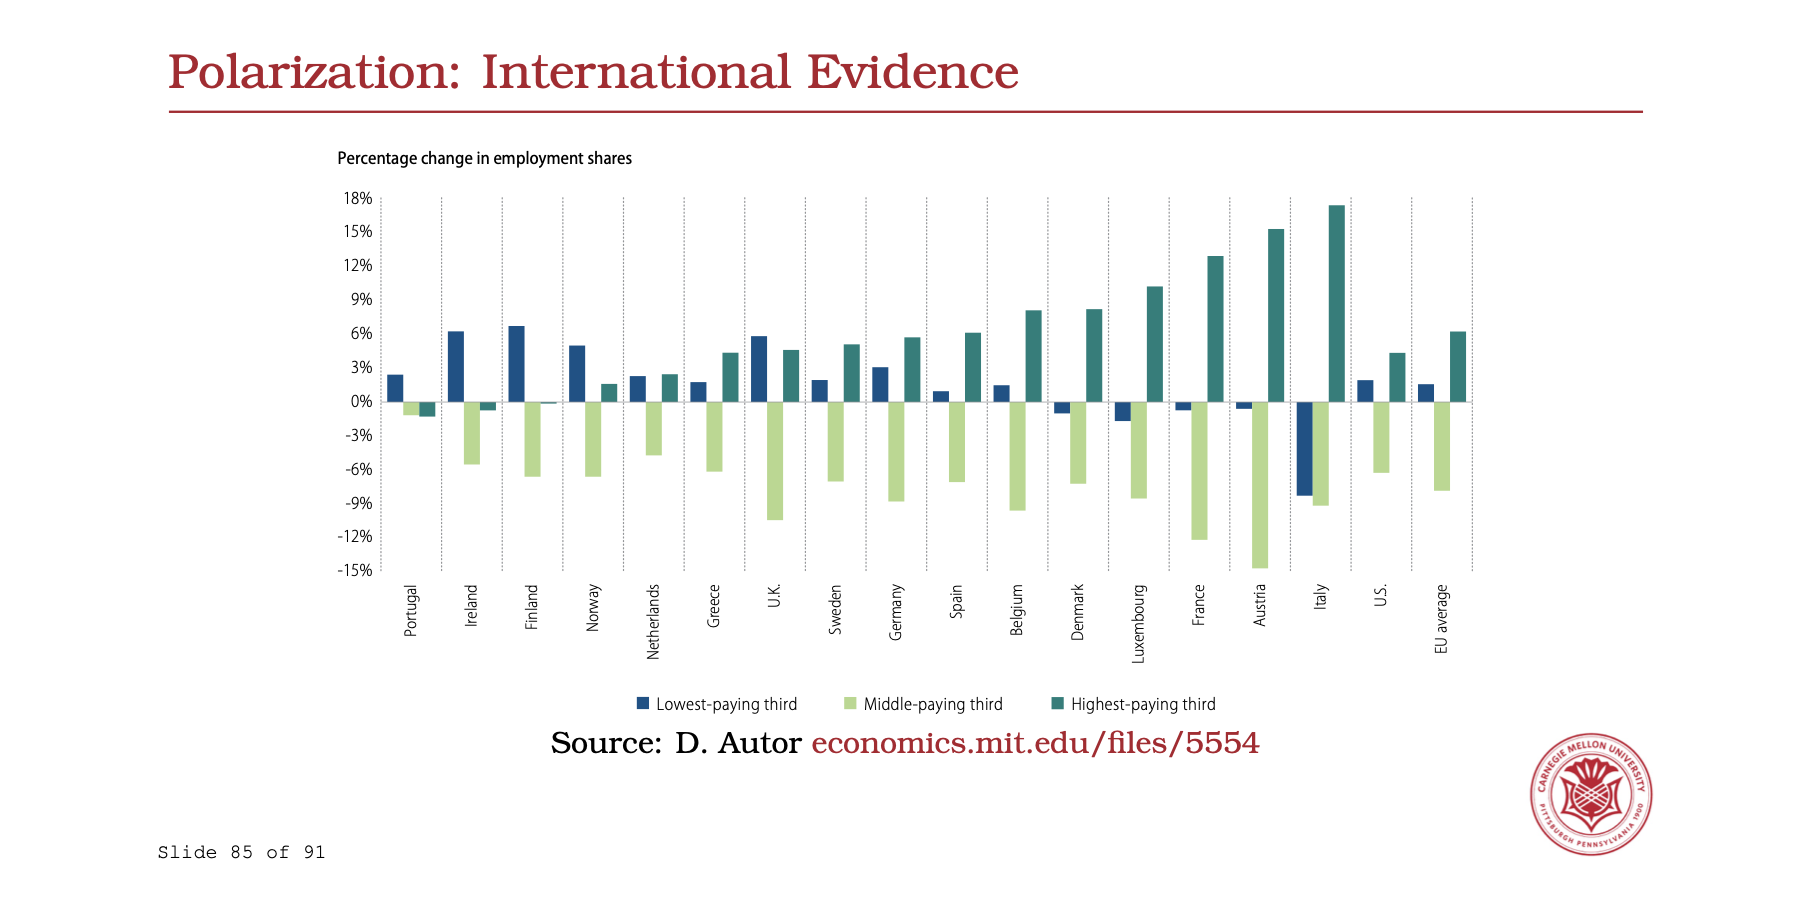 Polarization: International Evidence
Percentage change in employment shares
18%
15%
12%
9%
6%
3%
0%
-3%
-6%
-9%
-12%
-15%
Portugal
Ireland
Finland
Norway
Netherlands
Greece
U.K.
Sweden
Germany
Spain
Belgium
Denmark
Luxembourg
France
Austria
Italy
U.S.
EU average
Lowest-paying third Middle-paying third Highest-paying third
Source: D. Autor economics.mit.edu/files/5554
CARNEGIE MELLON UNIVERSITY
PITTSBURGH PENNSYLVANIA 1900
Slide 85 of 91